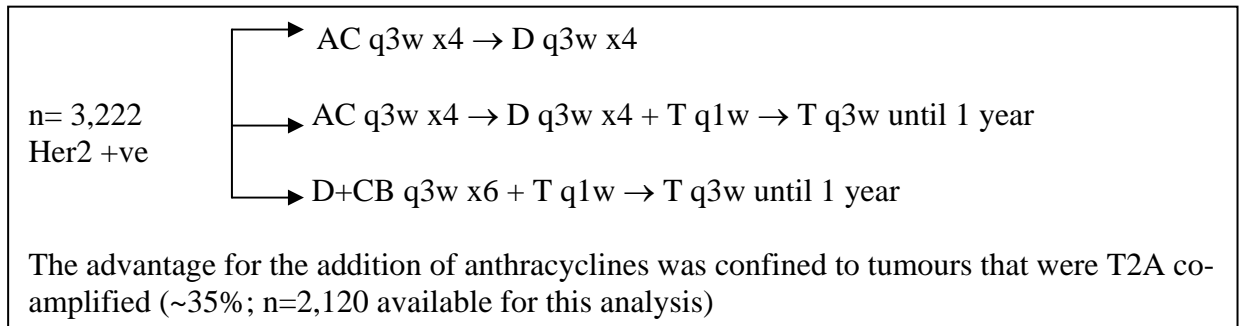 AC q3w x4 → D q3w x4
n= 3,222
Her2 +ve
AC q3w x4 → D q3w x4 + T q1w → T q3w until 1 year
D+CB q3w x6 + T q1w → T q3w until 1 year
The advantage for the addition of anthracyclines was confined to tumours that were T2A co-
amplified (~35%; n=2,120 available for this analysis)